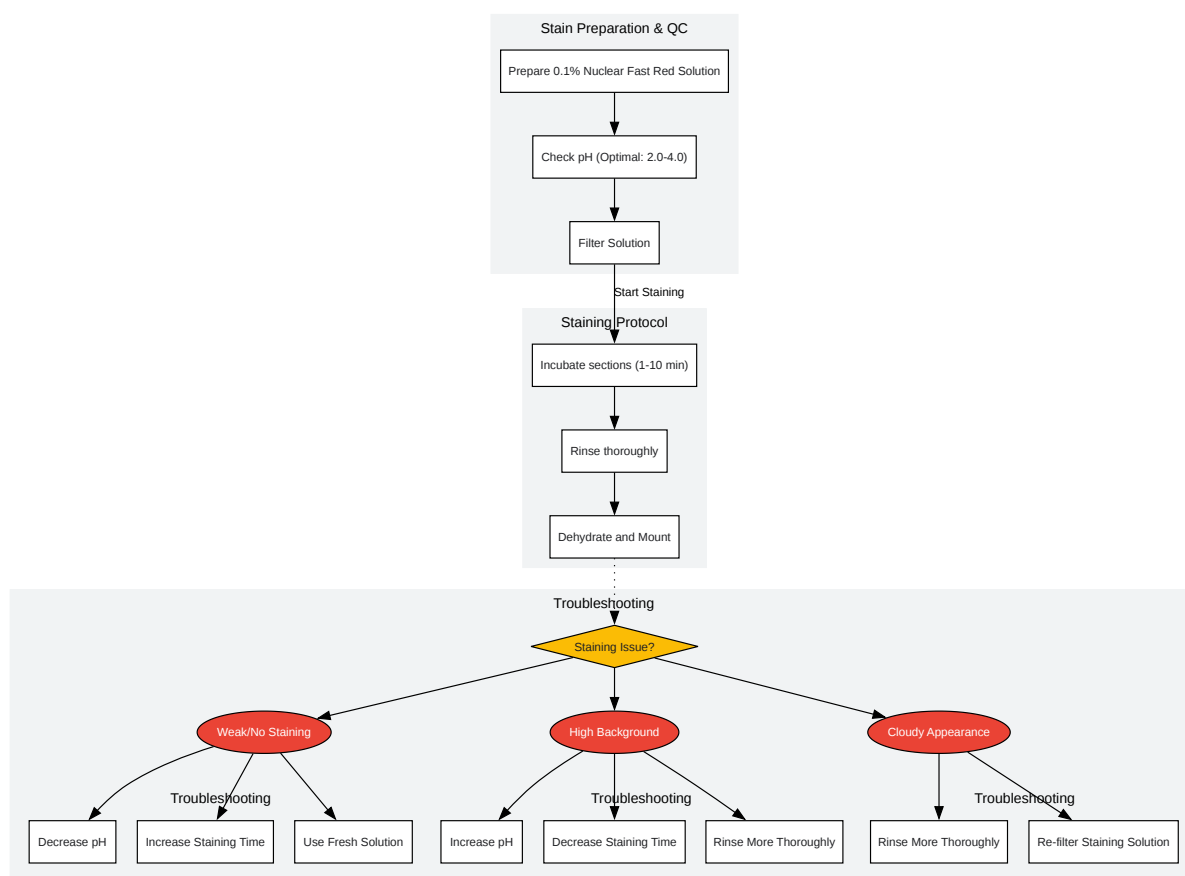 Stain Preparation & QC
Prepare 0.1% Nuclear Fast Red Solution
Check pH (Optimal: 2.0-4.0)
Filter Solution
Start Staining
Staining Protocol
Incubate sections (1-10 min)
Rinse thoroughly
Dehydrate and Mount
Troubleshooting
Staining Issue?
Weak/No Staining
High Background
Cloudy Appearance
Troubleshooting
Troubleshooting
Troubleshooting
Decrease pH
Increase Staining Time
Use Fresh Solution
Increase pH
Decrease Staining Time
Rinse More Thoroughly
Rinse More Thoroughly
Re-filter Staining Solution